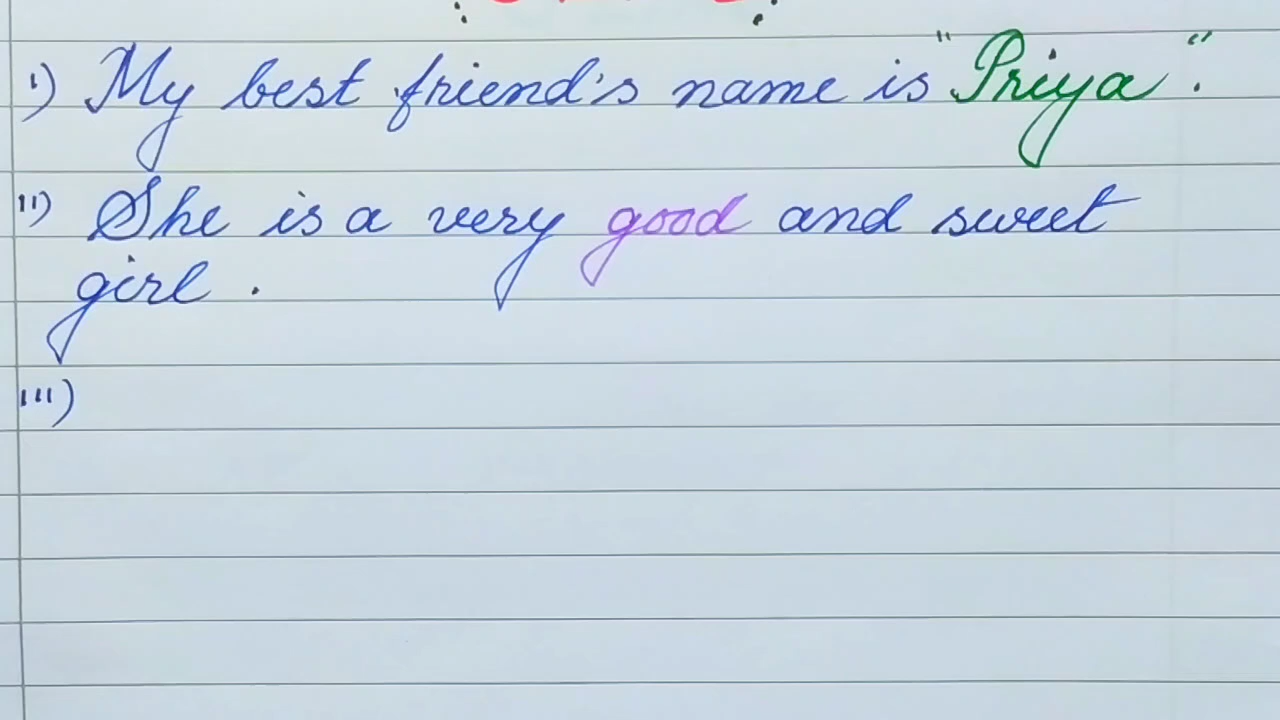 i) My best friend's name is "Priya".
ii) She is a very good and sweet
girl.
iii)